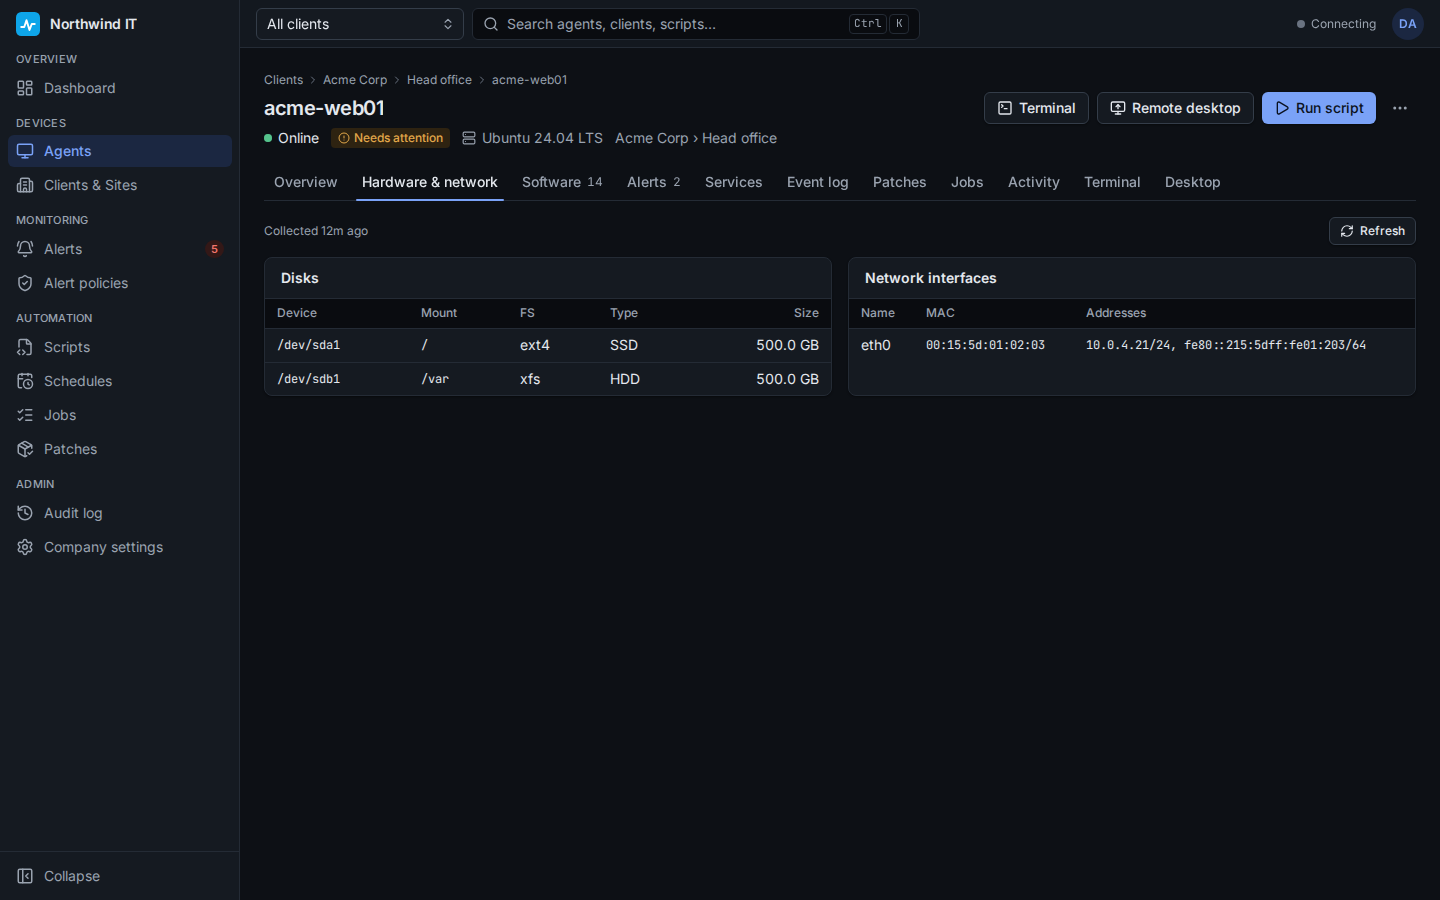 Northwind IT
All clients
Search agents, clients, scripts...
Ctrl K
Connecting
DA
OVERVIEW
Dashboard
DEVICES
Agents
Clients & Sites
MONITORING
Alerts 5
Alert policies
AUTOMATION
Scripts
Schedules
Jobs
Patches
ADMIN
Audit log
Company settings
Collapse
Clients > Acme Corp > Head office > acme-web01
acme-web01
Terminal
Remote desktop
Run script
Online
Needs attention
Ubuntu 24.04 LTS
Acme Corp › Head office
Overview Hardware & network Software 14 Alerts 2 Services Event log Patches Jobs Activity Terminal Desktop
Collected 12m ago
Refresh
Disks
Device Mount FS Type Size
/dev/sda1 / ext4 SSD 500.0 GB
/dev/sdb1 /var xfs HDD 500.0 GB
Network interfaces
Name MAC Addresses
eth0 00:15:5d:01:02:03 10.0.4.21/24, fe80::215:5dff:fe01:203/64